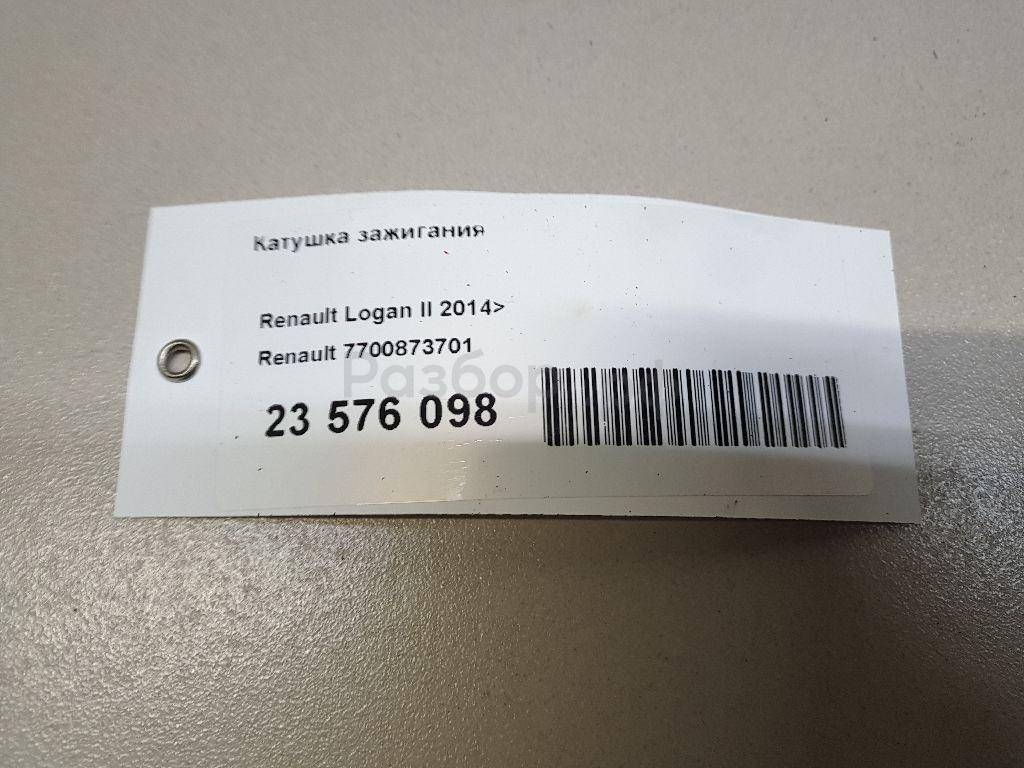 Катушка зажигания
Renault Logan II 2014>
Renault 7700873701
23 576 098